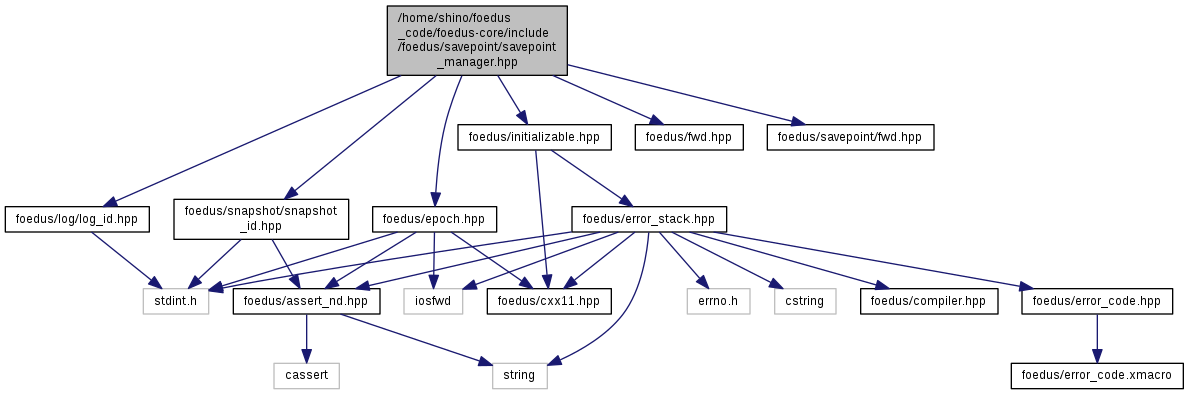 /home/shino/foedus
_code/foedus-core/include
/foedus/savepoint/savepoint
_manager.hpp
foedus/initializable.hpp
foedus/fwd.hpp
foedus/savepoint/fwd.hpp
foedus/log/log_id.hpp
foedus/snapshot/snapshot
_id.hpp
foedus/epoch.hpp
foedus/error_stack.hpp
stdint.h
foedus/assert_nd.hpp
iosfwd
foedus/cxx11.hpp
errno.h
cstring
foedus/compiler.hpp
foedus/error_code.hpp
cassert
string
foedus/error_code.xmacro